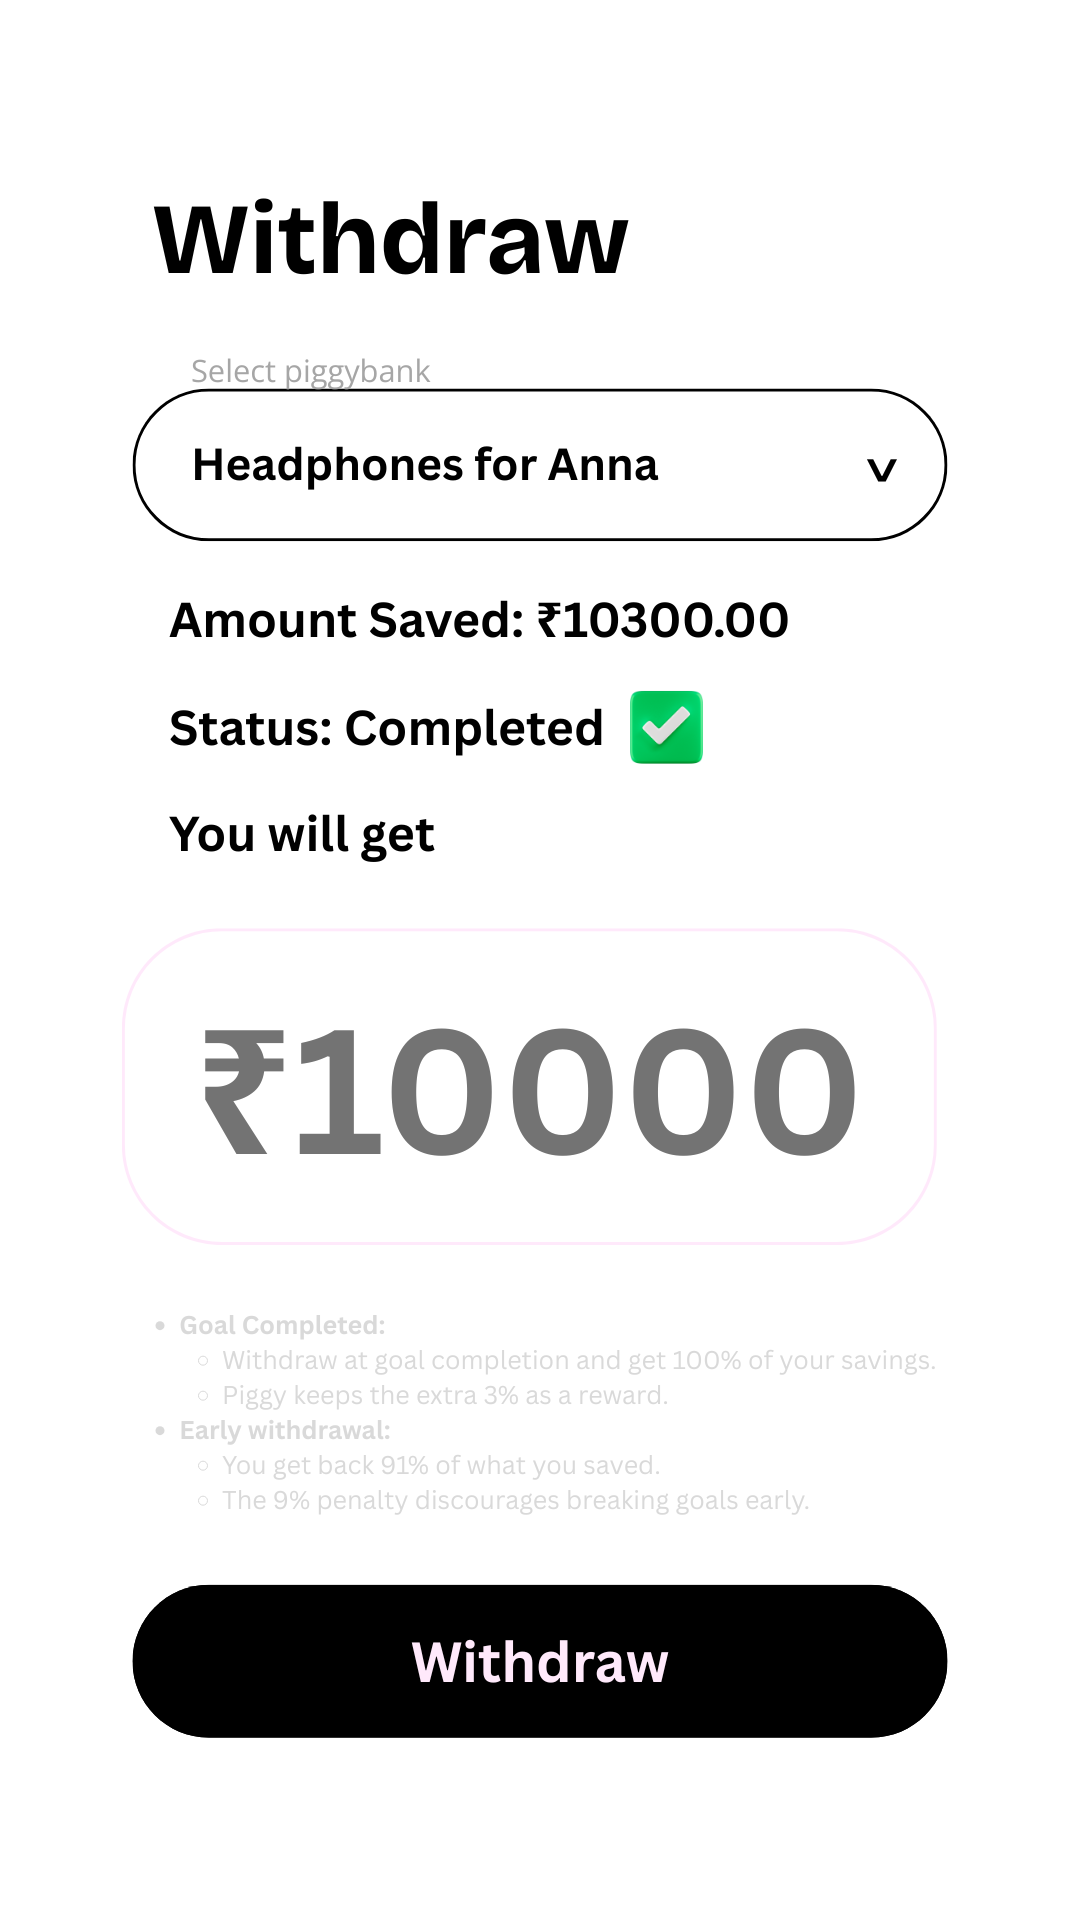 Withdraw
Select piggybank
Headphones for Anna v
Amount Saved: ₹10300.00
Status: Completed ✅
You will get
₹10000
• Goal Completed:
○ Withdraw at goal completion and get 100% of your savings.
○ Piggy keeps the extra 3% as a reward.
• Early withdrawal:
○ You get back 91% of what you saved.
○ The 9% penalty discourages breaking goals early.
Withdraw